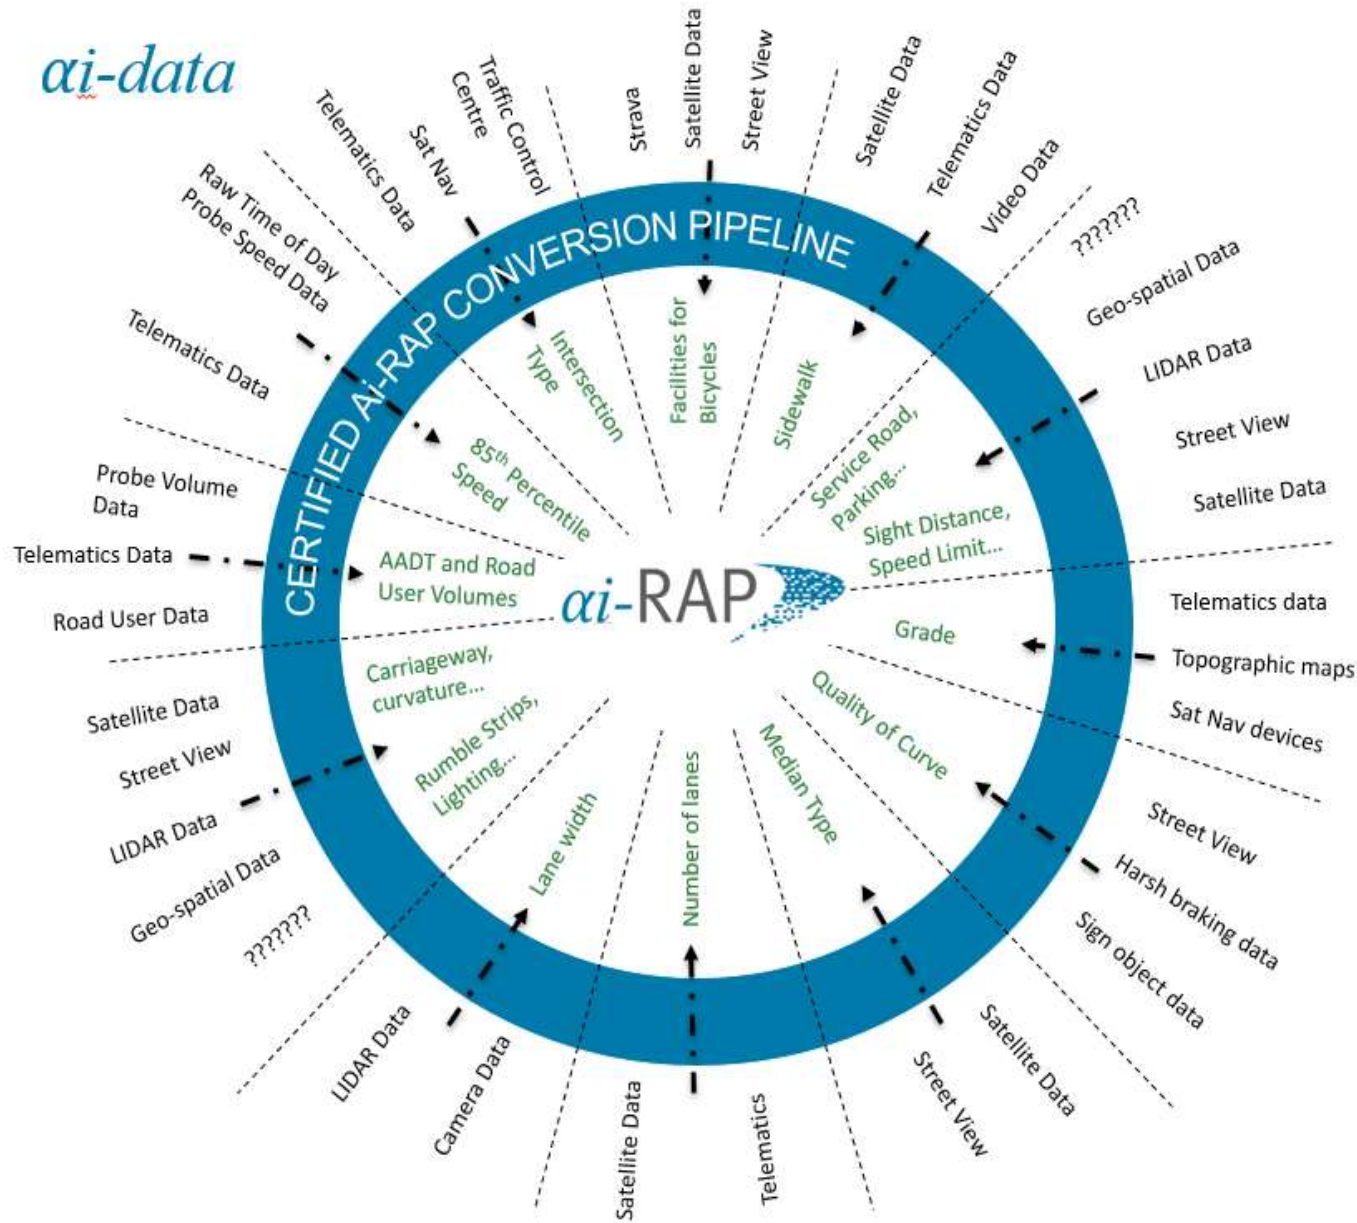 αi-data
Traffic Control
Centre
Sat Nav
Telematics Data
Raw Time of Day
Probe Speed Data
Telematics Data
Probe Volume
Data
Telematics Data
Road User Data
Satellite Data
Street View
LIDAR Data
Geo-spatial Data
???????
LIDAR Data
Camera Data
Satellite Data
Telematics
Street View
Satellite Data
Sign object data
Harsh braking data
Street View
Sat Nav devices
Topographic maps
Telematics data
Satellite Data
Street View
LIDAR Data
Geo-spatial Data
???????
Video Data
Telematics Data
Satellite Data
Street View
Satellite Data
Strava
CERTIFIED Ai-RAP CONVERSION PIPELINE
Intersection
Type
Facilities for
Bicycles
Sidewalk
Service Road,
Parking...
Sight Distance,
Speed Limit...
Grade
Quality of Curve
Median Type
Number of lanes
Lane width
Rumble Strips,
Lighting...
Carriageway,
curvature...
AADT and Road
User Volumes
85th Percentile
Speed
αi-RAP